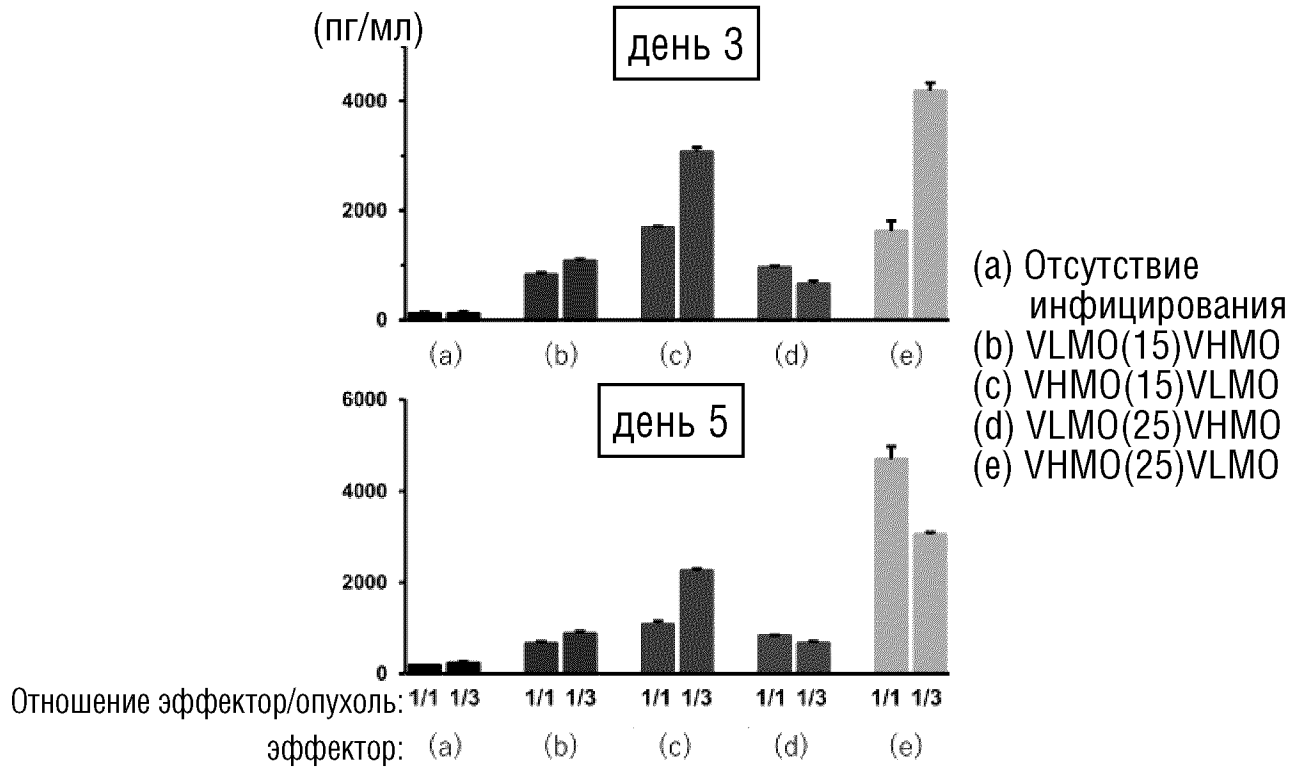 (пг/мл)
день 3
4000
2000
0
(a) (b) (c) (d) (e)
(a) Отсутствие
инфицирования
(b) VLMO(15)VHMO
(c) VHMO(15)VLMO
(d) VLMO(25)VHMO
(e) VHMO(25)VLMO
6000
день 5
4000
2000
0
Отношение эффектор/опухоль: 1/1 1/3 1/1 1/3 1/1 1/3 1/1 1/3 1/1 1/3
эффектор: (a) (b) (c) (d) (e)